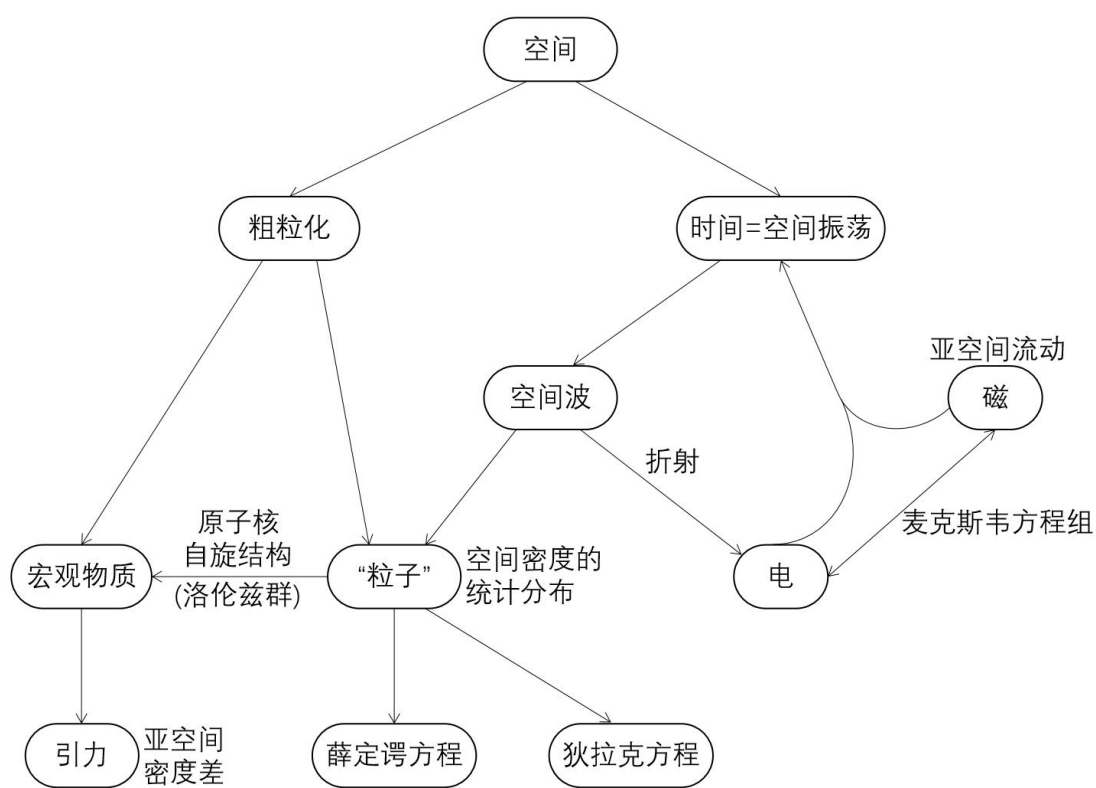 空间
粗粒化
时间=空间振荡
亚空间流动
空间波
磁
折射
麦克斯韦方程组
原子核
自旋结构
(洛伦兹群)
宏观物质
“粒子”
空间密度的
统计分布
电
引力
亚空间
密度差
薛定谔方程
狄拉克方程